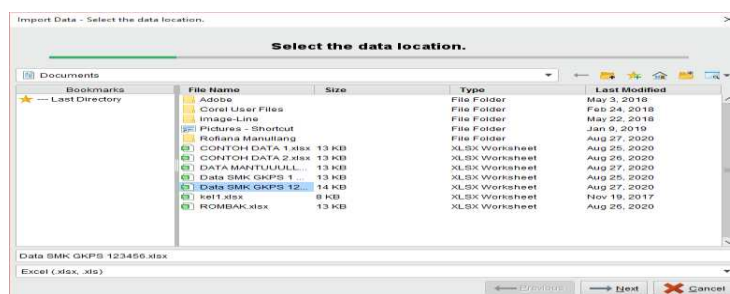 Import Data - Select the data location.
Select the data location.
Documents
Bookmarks File Name Size Type Last Modified
--- Last Directory
Adobe File Folder May 3, 2018
Corel User Files File Folder Feb 24, 2018
Image-Line File Folder May 22, 2018
Pictures - Shortcut File Folder Jan 9, 2019
Rofiana Manullang File Folder Aug 27, 2020
CONTOH DATA 1.xlsx 13 KB XLSX Worksheet Aug 25, 2020
CONTOH DATA 2.xlsx 13 KB XLSX Worksheet Aug 26, 2020
DATA MANTUUULL... 13 KB XLSX Worksheet Aug 27, 2020
Data SMK GKPS 1 ... 13 KB XLSX Worksheet Aug 25, 2020
Data SMK GKPS 12... 14 KB XLSX Worksheet Aug 27, 2020
kel1.xlsx 8 KB XLSX Worksheet Nov 19, 2017
ROMBAK.xlsx 13 KB XLSX Worksheet Aug 26, 2020
Data SMK GKPS 123456.xlsx
Excel (.xlsx, .xls)
Previous Next Cancel